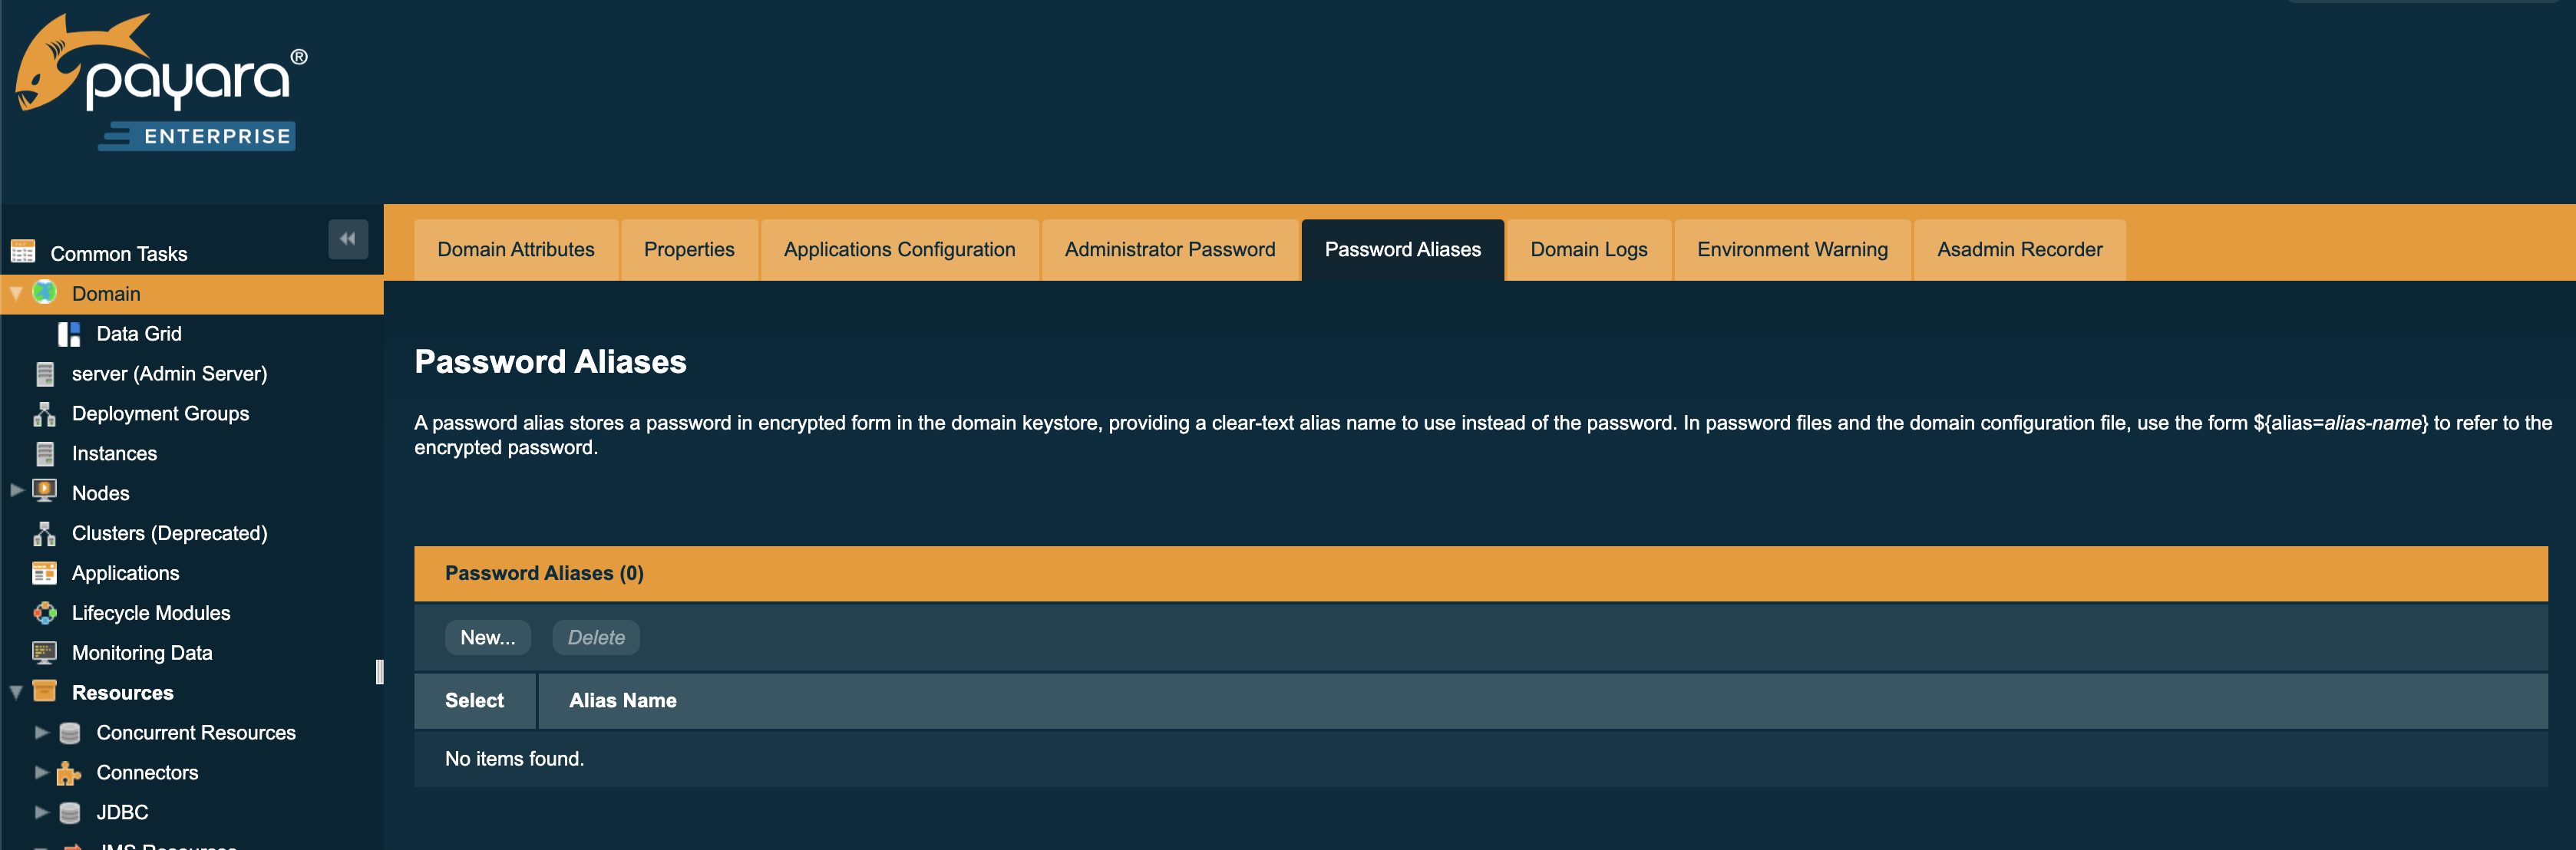 payara®
ENTERPRISE
Common Tasks
Domain
Data Grid
server (Admin Server)
Deployment Groups
Instances
Nodes
Clusters (Deprecated)
Applications
Lifecycle Modules
Monitoring Data
Resources
Concurrent Resources
Connectors
JDBC
JMS Resources
Domain Attributes
Properties
Applications Configuration
Administrator Password
Password Aliases
Domain Logs
Environment Warning
Asadmin Recorder
Password Aliases
A password alias stores a password in encrypted form in the domain keystore, providing a clear-text alias name to use instead of the password. In password files and the domain configuration file, use the form ${alias=alias-name} to refer to the
encrypted password.
Password Aliases (0)
New...
Delete
Select
Alias Name
No items found.